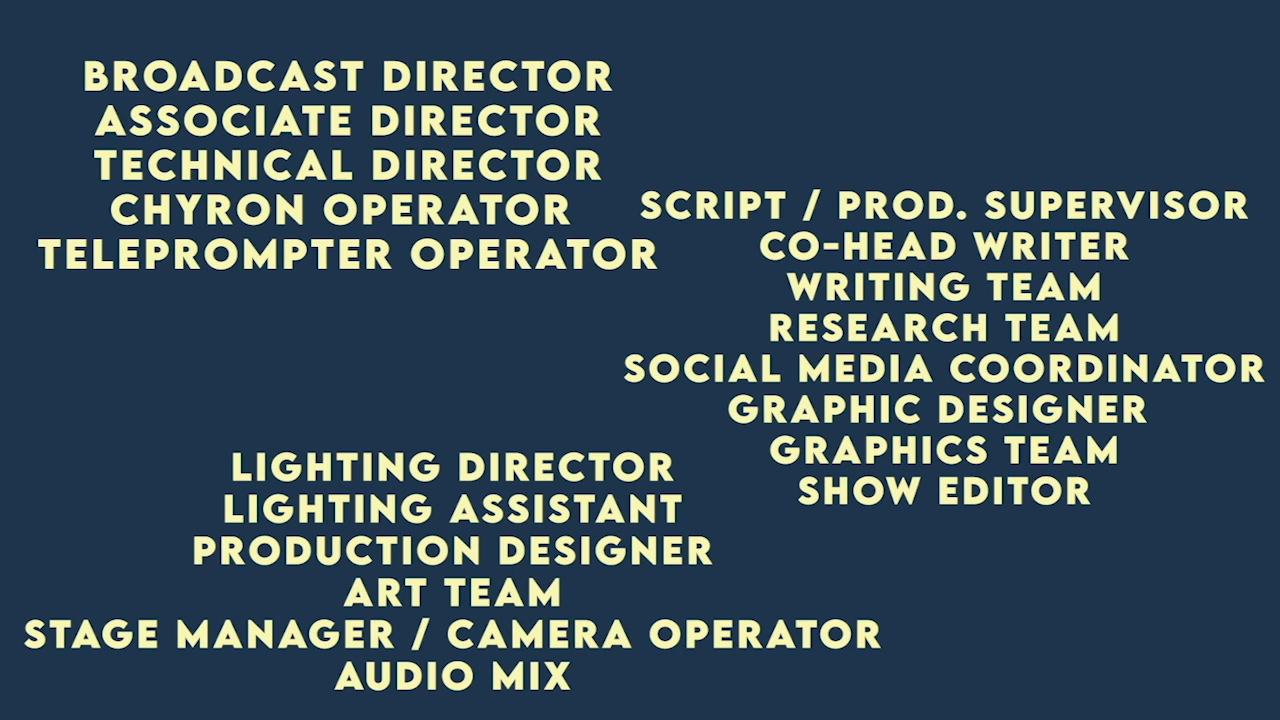 BROADCAST DIRECTOR
ASSOCIATE DIRECTOR
TECHNICAL DIRECTOR
CHYRON OPERATOR
TELEPROMPTER OPERATOR
SCRIPT / PROD. SUPERVISOR
CO-HEAD WRITER
WRITING TEAM
RESEARCH TEAM
SOCIAL MEDIA COORDINATOR
GRAPHIC DESIGNER
GRAPHICS TEAM
SHOW EDITOR
LIGHTING DIRECTOR
LIGHTING ASSISTANT
PRODUCTION DESIGNER
ART TEAM
STAGE MANAGER / CAMERA OPERATOR
AUDIO MIX